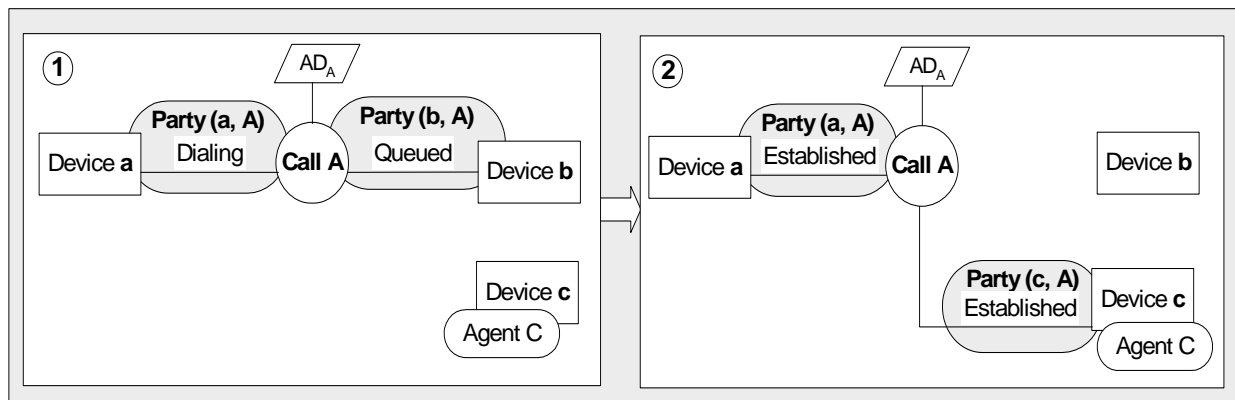 1
AD_A
Party (a, A)
Dialing
Party (b, A)
Queued
Device a
Call A
Device b
Device c
Agent C
2
AD_A
Party (a, A)
Established
Device a
Call A
Device b
Party (c, A)
Established
Device c
Agent C